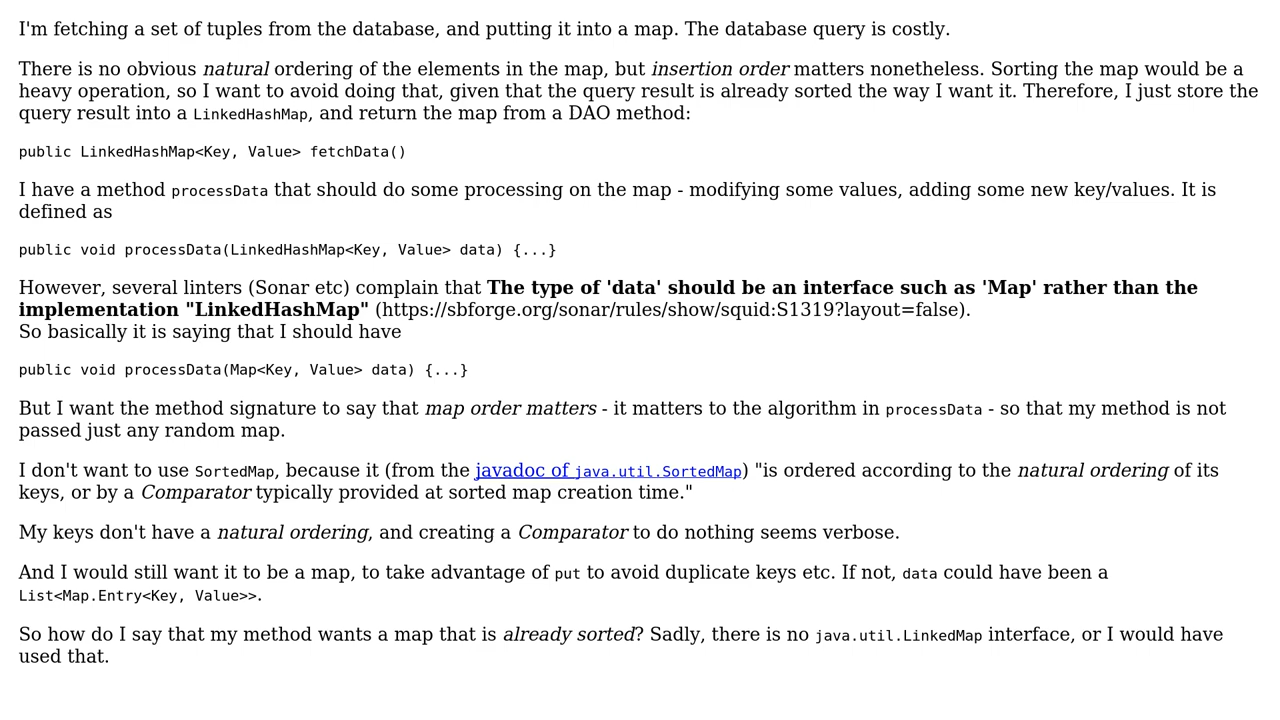 I'm fetching a set of tuples from the database, and putting it into a map. The database query is costly.
There is no obvious natural ordering of the elements in the map, but insertion order matters nonetheless. Sorting the map would be a
heavy operation, so I want to avoid doing that, given that the query result is already sorted the way I want it. Therefore, I just store the
query result into a LinkedHashMap, and return the map from a DAO method:
public LinkedHashMap<Key, Value> fetchData()
I have a method processData that should do some processing on the map - modifying some values, adding some new key/values. It is
defined as
public void processData(LinkedHashMap<Key, Value> data) {...}
However, several linters (Sonar etc) complain that The type of 'data' should be an interface such as 'Map' rather than the
implementation "LinkedHashMap" (https://sbforge.org/sonar/rules/show/squid:S1319?layout=false).
So basically it is saying that I should have
public void processData(Map<Key, Value> data) {...}
But I want the method signature to say that map order matters - it matters to the algorithm in processData - so that my method is not
passed just any random map.
I don't want to use SortedMap, because it (from the javadoc of java.util.SortedMap) "is ordered according to the natural ordering of its
keys, or by a Comparator typically provided at sorted map creation time."
My keys don't have a natural ordering, and creating a Comparator to do nothing seems verbose.
And I would still want it to be a map, to take advantage of put to avoid duplicate keys etc. If not, data could have been a
List<Map.Entry<Key, Value>>.
So how do I say that my method wants a map that is already sorted? Sadly, there is no java.util.LinkedMap interface, or I would have
used that.